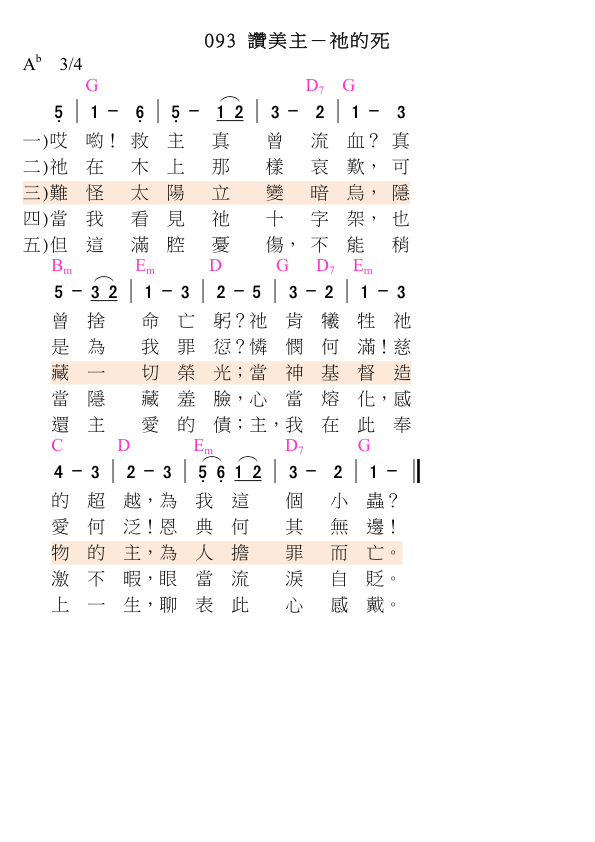 093 讚美主－祂的死
Ab 3/4
G D7 G
5 | 1 - 6 | 5 - 1 2 | 3 - 2 | 1 - 3
一)哎 喲！救 主 真 曾 流 血？真
二)祂 在 木 上 那 樣 哀 歎，可
三)難 怪 太 陽 立 變 暗 烏，隱
四)當 我 看 見 祂 十 字 架，也
五)但 這 滿 腔 憂 傷，不 能 稍
Bm Em D G D7 Em
5 - 3 2 | 1 - 3 | 2 - 5 | 3 - 2 | 1 - 3
曾 捨 命 亡 躬？祂 肯 犧 牲 祂
是 為 我 罪 愆？憐 憫 何 滿！慈
藏 一 切 榮 光；當 神 基 督 造
當 隱 藏 羞 臉，心 當 熔 化，感
還 主 愛 的 債；主，我 在 此 奉
C D Em D7 G
4 - 3 | 2 - 3 | 5 6 1 2 | 3 - 2 | 1 - ‖
的 超 越，為 我 這 個 小 蟲？
愛 何 泛！恩 典 何 其 無 邊！
物 的 主，為 人 擔 罪 而 亡。
激 不 暇，眼 當 流 淚 自 貶。
上 一 生，聊 表 此 心 感 戴。